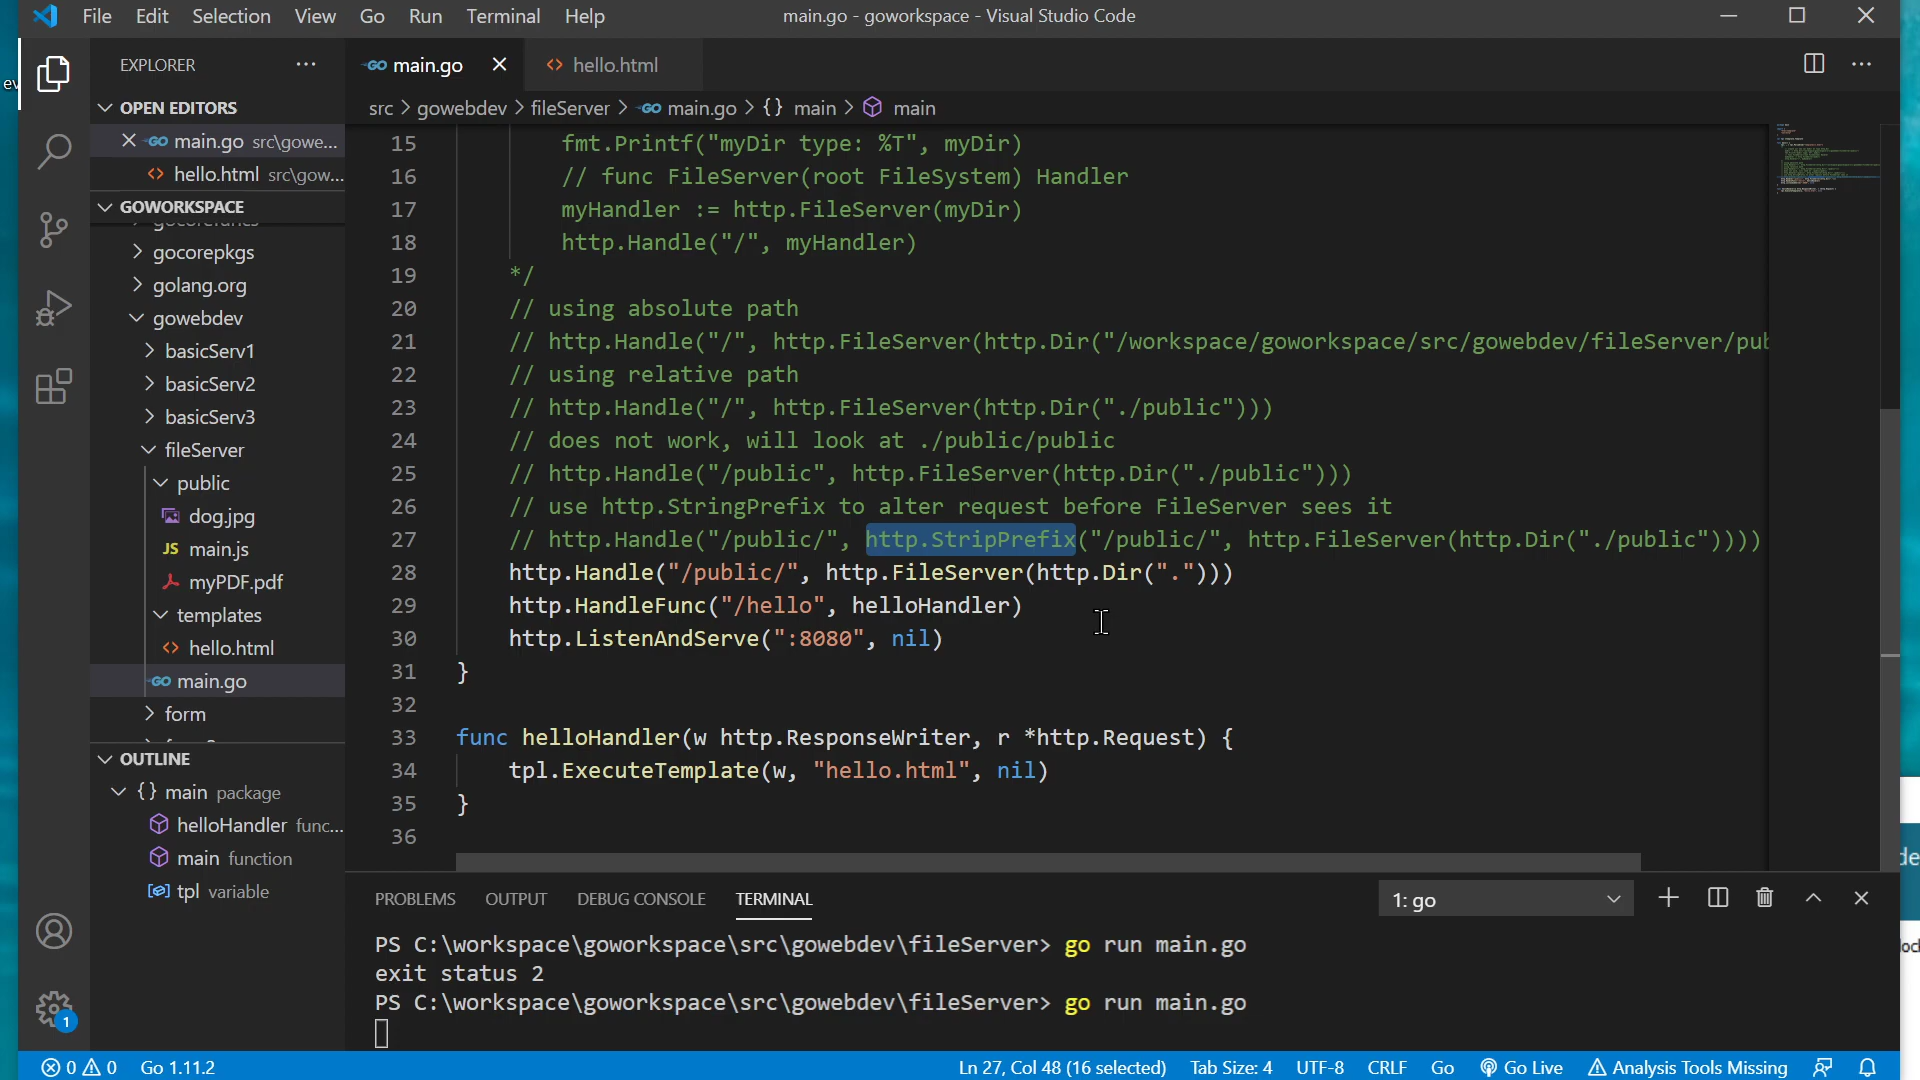 File Edit Selection View Go Run Terminal Help
main.go - goworkspace - Visual Studio Code
EXPLORER
OPEN EDITORS
main.go src\gowe...
hello.html src\gow...
GOWORKSPACE
gocorepkgs
golang.org
gowebdev
basicServ1
basicServ2
basicServ3
fileServer
public
dog.jpg
JS main.js
myPDF.pdf
templates
hello.html
GO main.go
form
OUTLINE
{} main package
helloHandler func...
main function
tpl variable
GO main.go
<> hello.html
src > gowebdev > fileServer > GO main.go > {} main > main
15 fmt.Printf("myDir type: %T", myDir)
16 // func FileServer(root FileSystem) Handler
17 myHandler := http.FileServer(myDir)
18 http.Handle("/", myHandler)
19 */
20 // using absolute path
21 // http.Handle("/", http.FileServer(http.Dir("/workspace/goworkspace/src/gowebdev/fileServer/pub
22 // using relative path
23 // http.Handle("/", http.FileServer(http.Dir("./public")))
24 // does not work, will look at ./public/public
25 // http.Handle("/public", http.FileServer(http.Dir("./public")))
26 // use http.StringPrefix to alter request before FileServer sees it
27 // http.Handle("/public/", http.StripPrefix("/public/", http.FileServer(http.Dir("./public"))))
28 http.Handle("/public/", http.FileServer(http.Dir(".")))
29 http.HandleFunc("/hello", helloHandler)
30 http.ListenAndServe(":8080", nil)
31 }
32
33 func helloHandler(w http.ResponseWriter, r *http.Request) {
34 tpl.ExecuteTemplate(w, "hello.html", nil)
35 }
36
PROBLEMS OUTPUT DEBUG CONSOLE TERMINAL
1: go
PS C:\workspace\goworkspace\src\gowebdev\fileServer> go run main.go
exit status 2
PS C:\workspace\goworkspace\src\gowebdev\fileServer> go run main.go
1
0 0 Go 1.11.2
Ln 27, Col 48 (16 selected) Tab Size: 4 UTF-8 CRLF Go Go Live Analysis Tools Missing